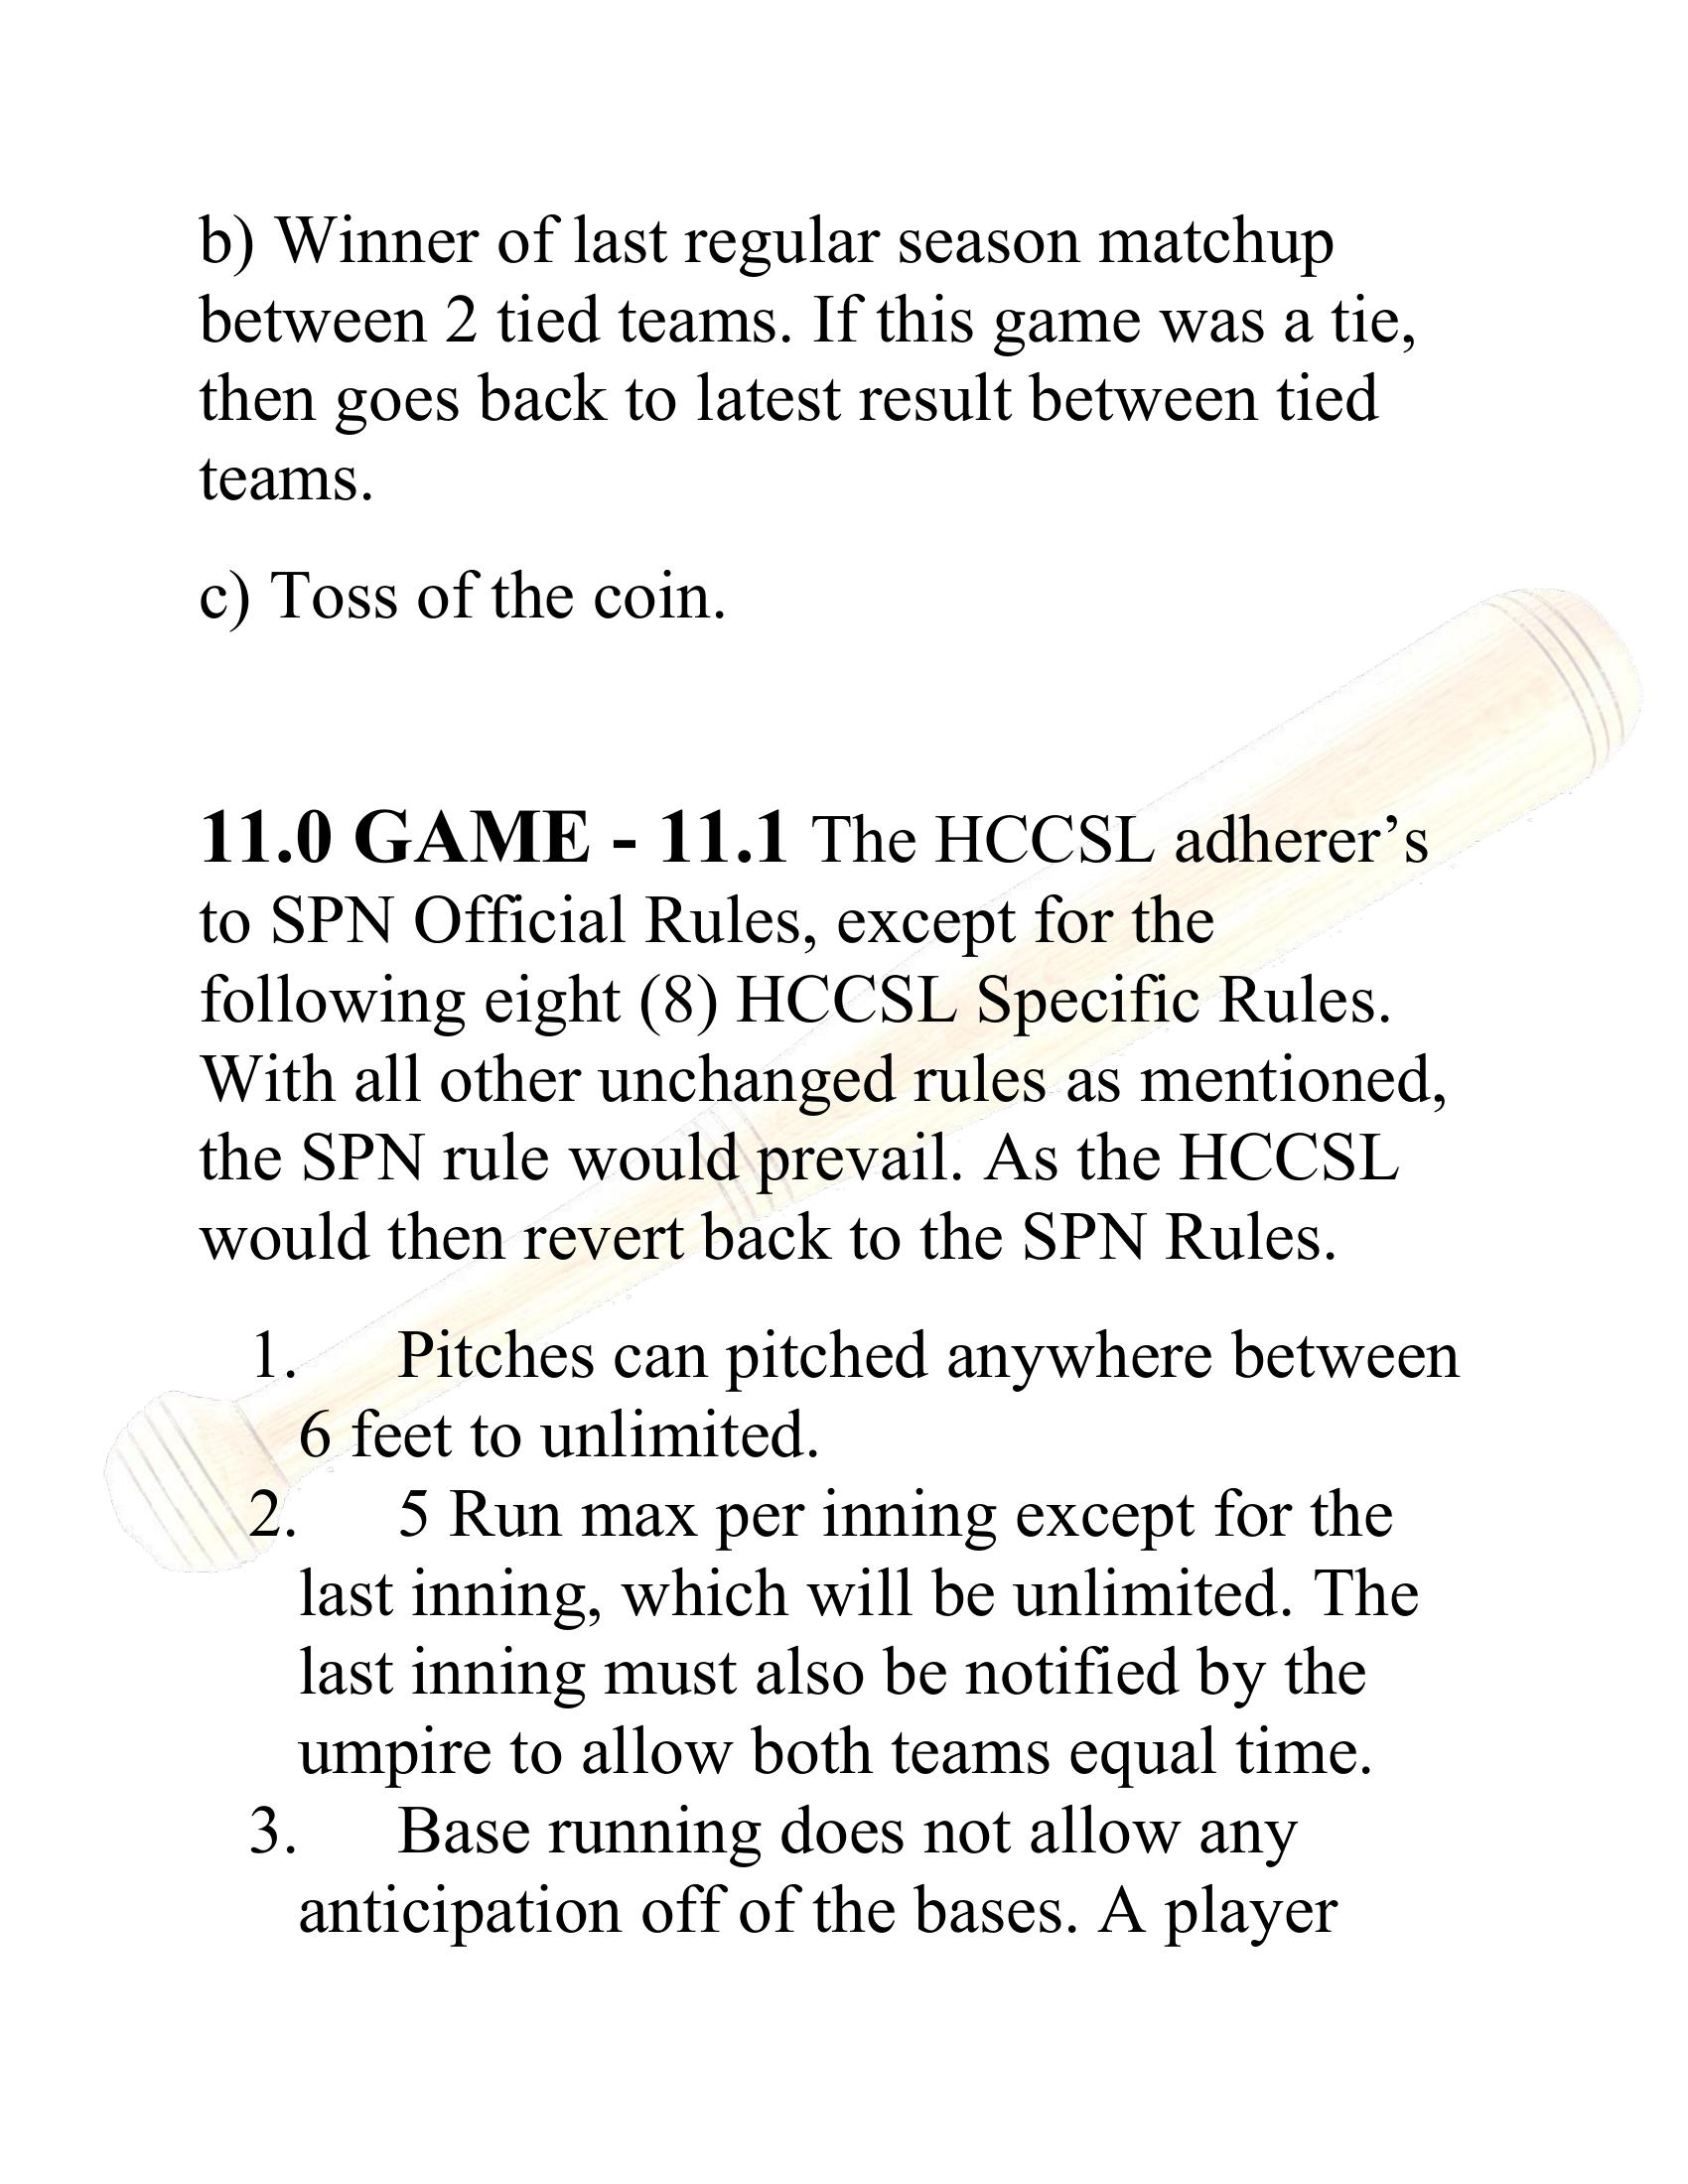 b) Winner of last regular season matchup
between 2 tied teams. If this game was a tie,
then goes back to latest result between tied
teams.
c) Toss of the coin.
11.0 GAME - 11.1 The HCCSL adherer’s
to SPN Official Rules, except for the
following eight (8) HCCSL Specific Rules.
With all other unchanged rules as mentioned,
the SPN rule would prevail. As the HCCSL
would then revert back to the SPN Rules.
1. Pitches can pitched anywhere between
6 feet to unlimited.
2. 5 Run max per inning except for the
last inning, which will be unlimited. The
last inning must also be notified by the
umpire to allow both teams equal time.
3. Base running does not allow any
anticipation off of the bases. A player